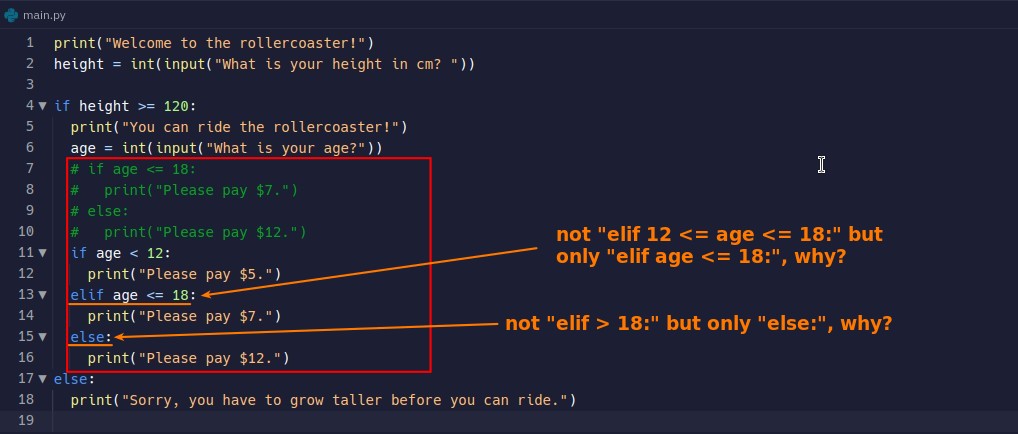 main.py
1 print("Welcome to the rollercoaster!")
2 height = int(input("What is your height in cm? "))
3
4 if height >= 120:
5 print("You can ride the rollercoaster!")
6 age = int(input("What is your age?"))
7 # if age <= 18:
8 #   print("Please pay $7.")
9 # else:
10 #   print("Please pay $12.")
11 if age < 12:
12 print("Please pay $5.")
13 elif age <= 18:
14 print("Please pay $7.")
15 else:
16 print("Please pay $12.")
17 else:
18 print("Sorry, you have to grow taller before you can ride.")
19
not "elif 12 <= age <= 18:" but
only "elif age <= 18:", why?
not "elif > 18:" but only "else:", why?